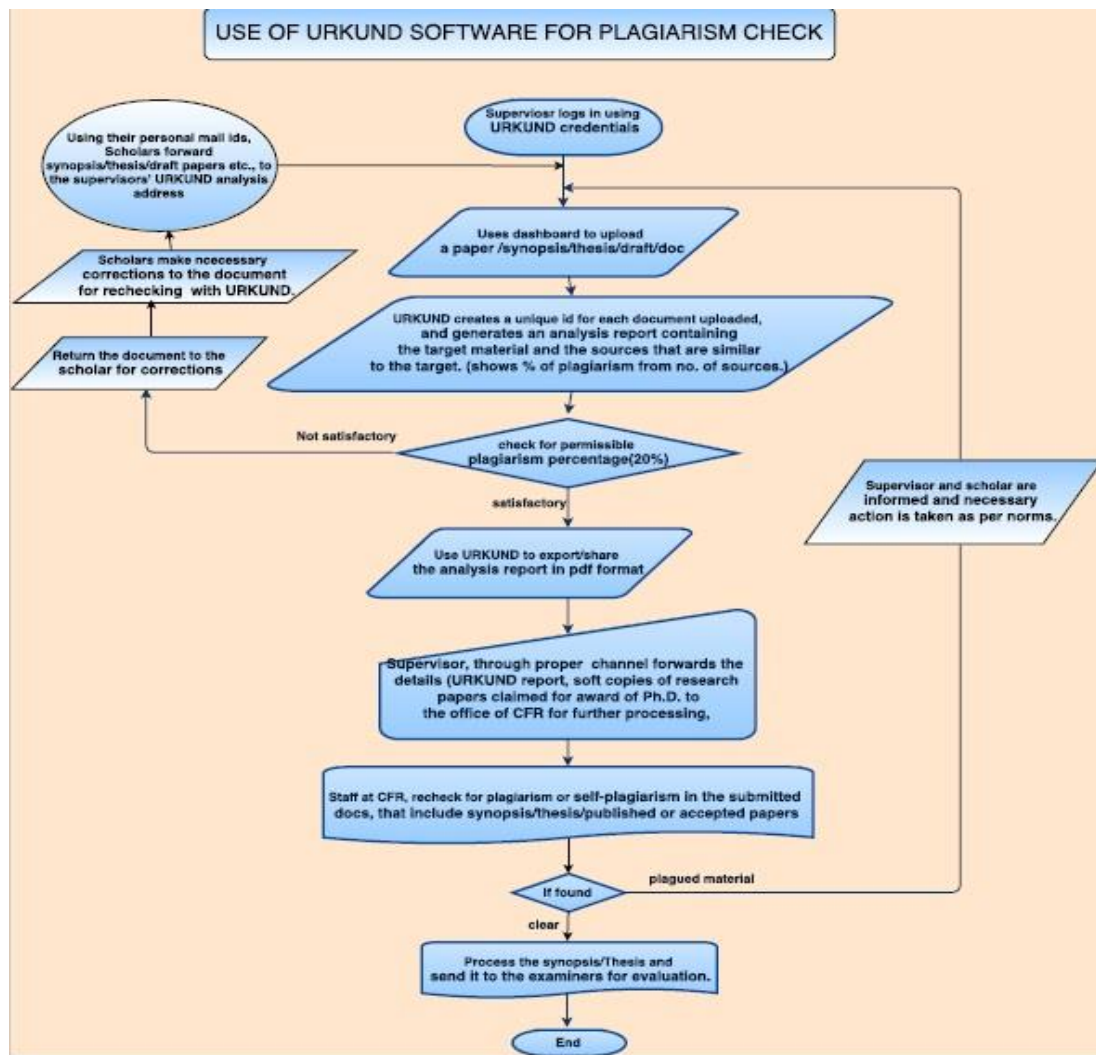 USE OF URKUND SOFTWARE FOR PLAGIARISM CHECK
Superviosr logs in using
URKUND credentials
Using their personal mail ids,
Scholars forward
synopsis/thesis/draft papers etc., to
the supervisors' URKUND analysis
address
Uses dashboard to upload
a paper /synopsis/thesis/draft/doc
Scholars make ncecessary
corrections to the document
for rechecking with URKUND.
URKUND creates a unique id for each document uploaded,
and generates an analysis report containing
the target material and the sources that are similar
to the target. (shows % of plagiarism from no. of sources.)
Return the document to the
scholar for corrections
Not satisfactory
check for permissible
plagiarism percentage(20%)
satisfactory
Supervisor and scholar are
informed and necessary
action is taken as per norms.
Use URKUND to export/share
the analysis report in pdf format
Supervisor, through proper channel forwards the
details (URKUND report, soft copies of research
papers claimed for award of Ph.D. to
the office of CFR for further processing,
Staff at CFR, recheck for plagiarism or self-plagiarism in the submitted
docs, that include synopsis/thesis/published or accepted papers
If found
plagued material
clear
Process the synopsis/Thesis and
send it to the examiners for evaluation.
End